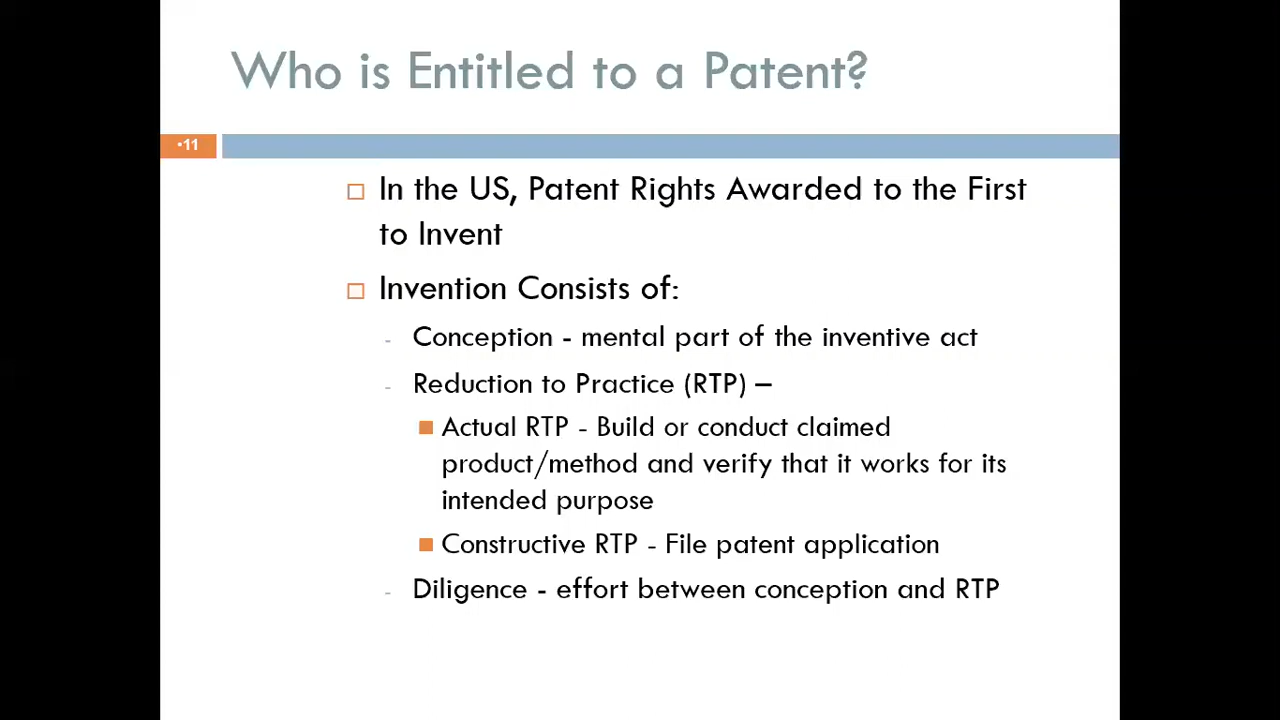 Who is Entitled to a Patent?
•11
In the US, Patent Rights Awarded to the First
to Invent
Invention Consists of:
- Conception - mental part of the inventive act
- Reduction to Practice (RTP) –
Actual RTP - Build or conduct claimed
product/method and verify that it works for its
intended purpose
Constructive RTP - File patent application
- Diligence - effort between conception and RTP